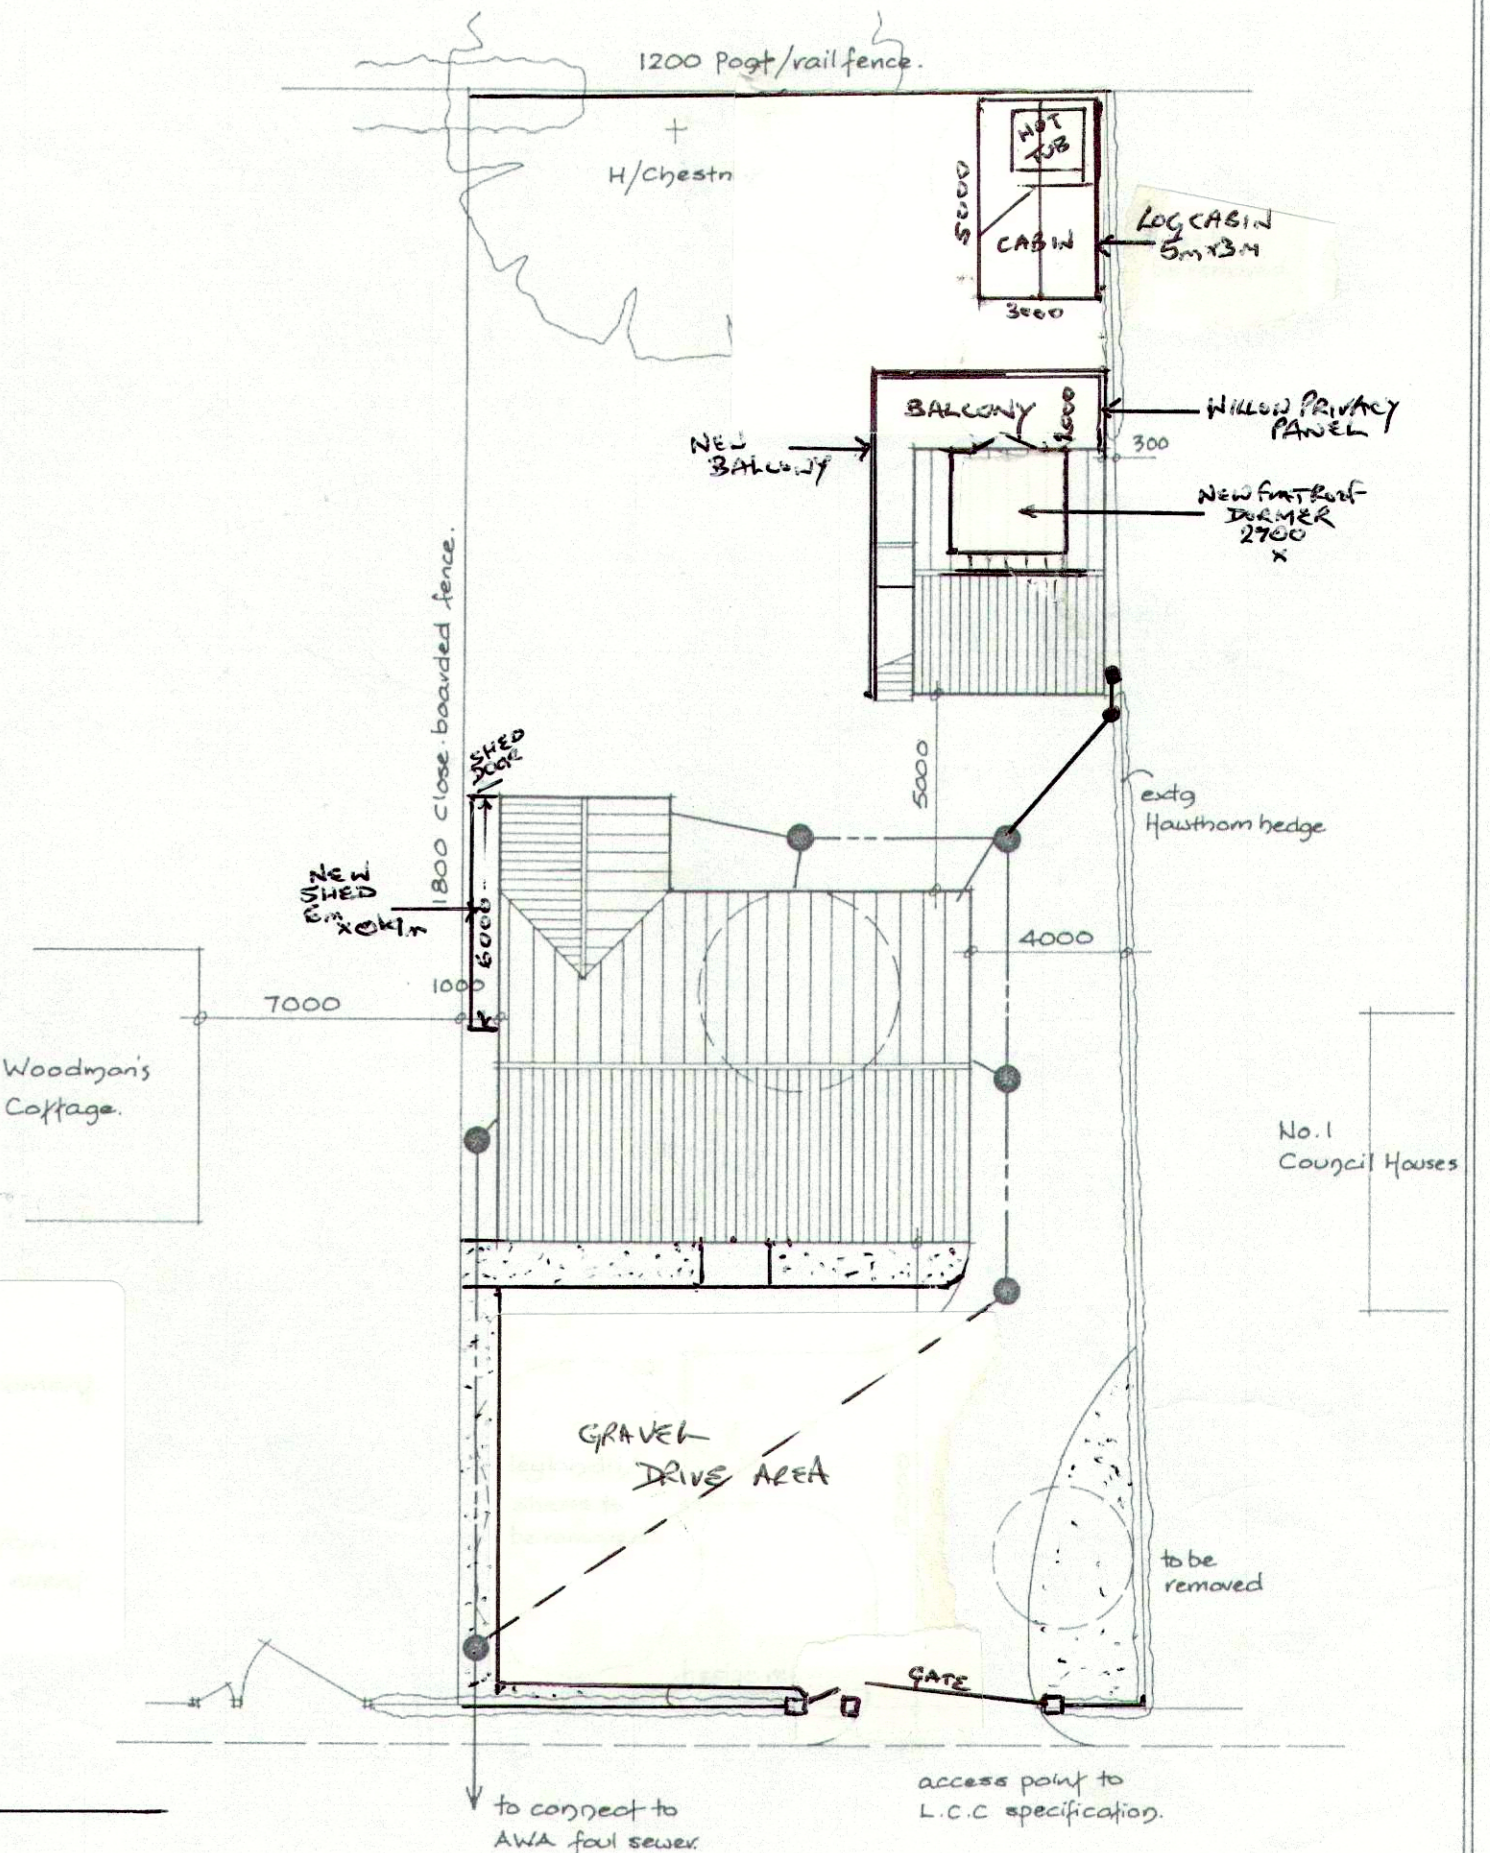 1200 Post/rail fence.
HOT
TUB
H/Chestn
5000
CABIN
LOG CABIN
5m x 3m
3000
BALCONY
WILLOW PRIVACY
PANEL
NEW
BALCONY
300
NEW FLAT ROOF
DORMER
2700
x
1800 close.boarded fence.
SHED
DOOR
5000
extg
Hawthorn hedge
NEW
SHED
6m
6000
4000
1000
7000
Woodman's
Cottage.
No.1
Council Houses
GRAVEL
DRIVE AREA
to be
removed
GATE
access point to
L.C.C specification.
to connect to
AWA foul sewer.